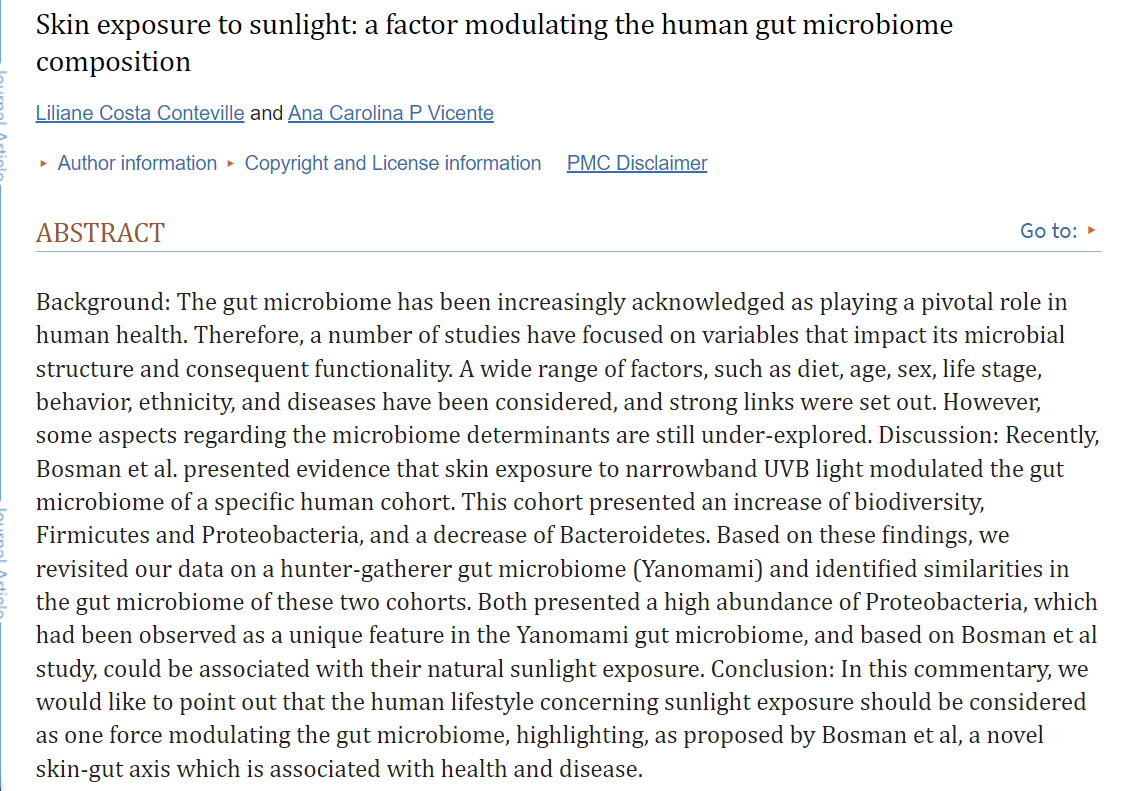 Skin exposure to sunlight: a factor modulating the human gut microbiome
composition
Liliane Costa Conteville and Ana Carolina P Vicente
▸ Author information ▸ Copyright and License information PMC Disclaimer
ABSTRACT
Go to: ▸
Background: The gut microbiome has been increasingly acknowledged as playing a pivotal role in
human health. Therefore, a number of studies have focused on variables that impact its microbial
structure and consequent functionality. A wide range of factors, such as diet, age, sex, life stage,
behavior, ethnicity, and diseases have been considered, and strong links were set out. However,
some aspects regarding the microbiome determinants are still under-explored. Discussion: Recently,
Bosman et al. presented evidence that skin exposure to narrowband UVB light modulated the gut
microbiome of a specific human cohort. This cohort presented an increase of biodiversity,
Firmicutes and Proteobacteria, and a decrease of Bacteroidetes. Based on these findings, we
revisited our data on a hunter-gatherer gut microbiome (Yanomami) and identified similarities in
the gut microbiome of these two cohorts. Both presented a high abundance of Proteobacteria, which
had been observed as a unique feature in the Yanomami gut microbiome, and based on Bosman et al
study, could be associated with their natural sunlight exposure. Conclusion: In this commentary, we
would like to point out that the human lifestyle concerning sunlight exposure should be considered
as one force modulating the gut microbiome, highlighting, as proposed by Bosman et al, a novel
skin-gut axis which is associated with health and disease.